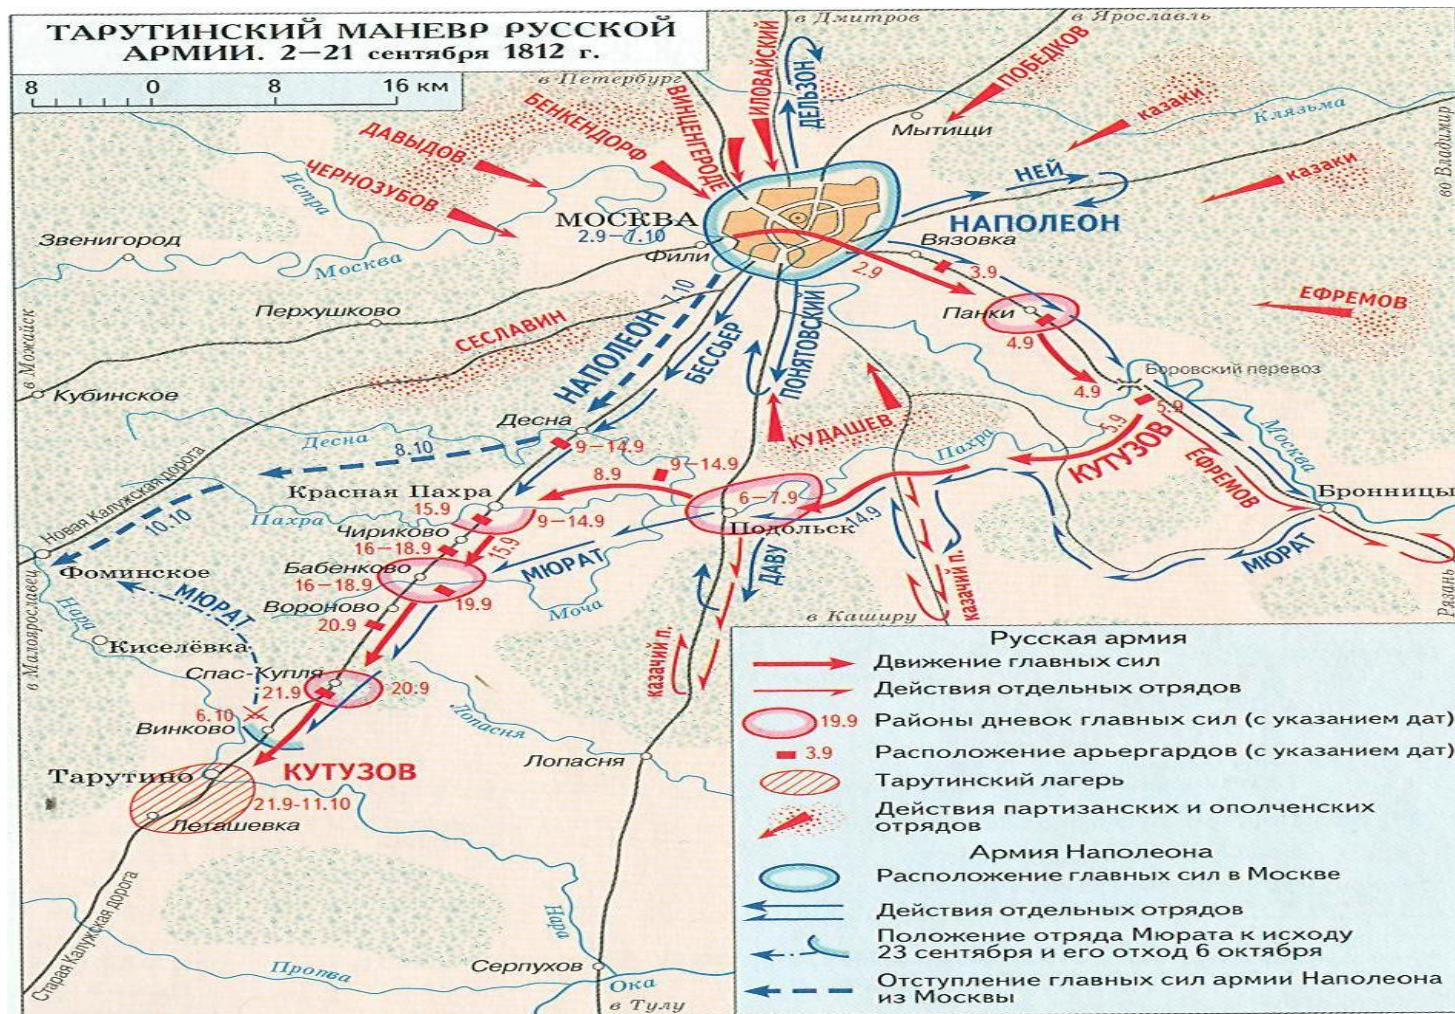 ТАРУТИНСКИЙ МАНЕВР РУССКОЙ
АРМИИ. 2—21 сентября 1812 г.
8 0 8 16 км
в Дмитров
в Ярославль
в Петербург
во Владимир
ВИНЦЕНГЕРОДЕ
ИЛОВАЙСКИЙ
ДЕЛЬЗОН
ПОБЕДКОВ
казаки
Клязьма
Мытищи
БЕНКЕНДОРФ
ДАВЫДОВ
ЧЕРНОЗУБОВ
Истра
казаки
НЕЙ
НАПОЛЕОН
МОСКВА
2.9—7.10
Фили
Звенигород
Москва
Вязовка
2.9
3.9
ЕФРЕМОВ
Перхушково
Панки
4.9
в Можайск
СЕСЛАВИН
НАПОЛЕОН
7.10
БЕССЬЕР
ПОНЯТОВСКИЙ
Боровский перевоз
4.9
5.9
5.9
Кубинское
Десна
Десна
8.10
9—14.9
КУДАШЕВ
Пахра
КУТУЗОВ
ЕФРЕМОВ
Москва
Бронницы
Новая Калужская дорога
10.10
Красная Пахра
8.9
9—14.9
6—7.9
Подольск
14.9
Пахра
15.9
9—14.9
Чириково
16—18.9
15.9
МЮРАТ
ДАВУ
МЮРАТ
Фоминское
Бабенково
16—18.9
МЮРАТ
Вороново
19.9
20.9
Моча
в Каширу
казачий п.
казачий п.
Рязань
Нара
в Малоярославец
Киселёвка
Спас-Купля
21.9
20.9
6.10
Винково
Лопасня
Лопасня
Тарутино
КУТУЗОВ
21.9-11.10
Леташевка
Старая Калужская дорога
Нара
Протва
Серпухов
Ока
в Тулу
Русская армия
Движение главных сил
Действия отдельных отрядов
19.9 Районы дневок главных сил (с указанием дат)
3.9 Расположение арьергардов (с указанием дат)
Тарутинский лагерь
Действия партизанских и ополченских
отрядов
Армия Наполеона
Расположение главных сил в Москве
Действия отдельных отрядов
Положение отряда Мюрата к исходу
23 сентября и его отход 6 октября
Отступление главных сил армии Наполеона
из Москвы